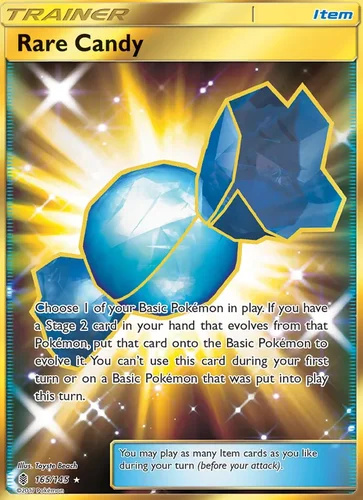 TRAINER
Item
Rare Candy
Choose 1 of your Basic Pokémon in play. If you have
a Stage 2 card in your hand that evolves from that
Pokémon, put that card onto the Basic Pokémon to
evolve it. You can't use this card during your first
turn or on a Basic Pokémon that was put into play
this turn.
Illus. Toyste Beach
165/145 ★
©2017 Pokémon
You may play as many Item cards as you like
during your turn (before your attack).